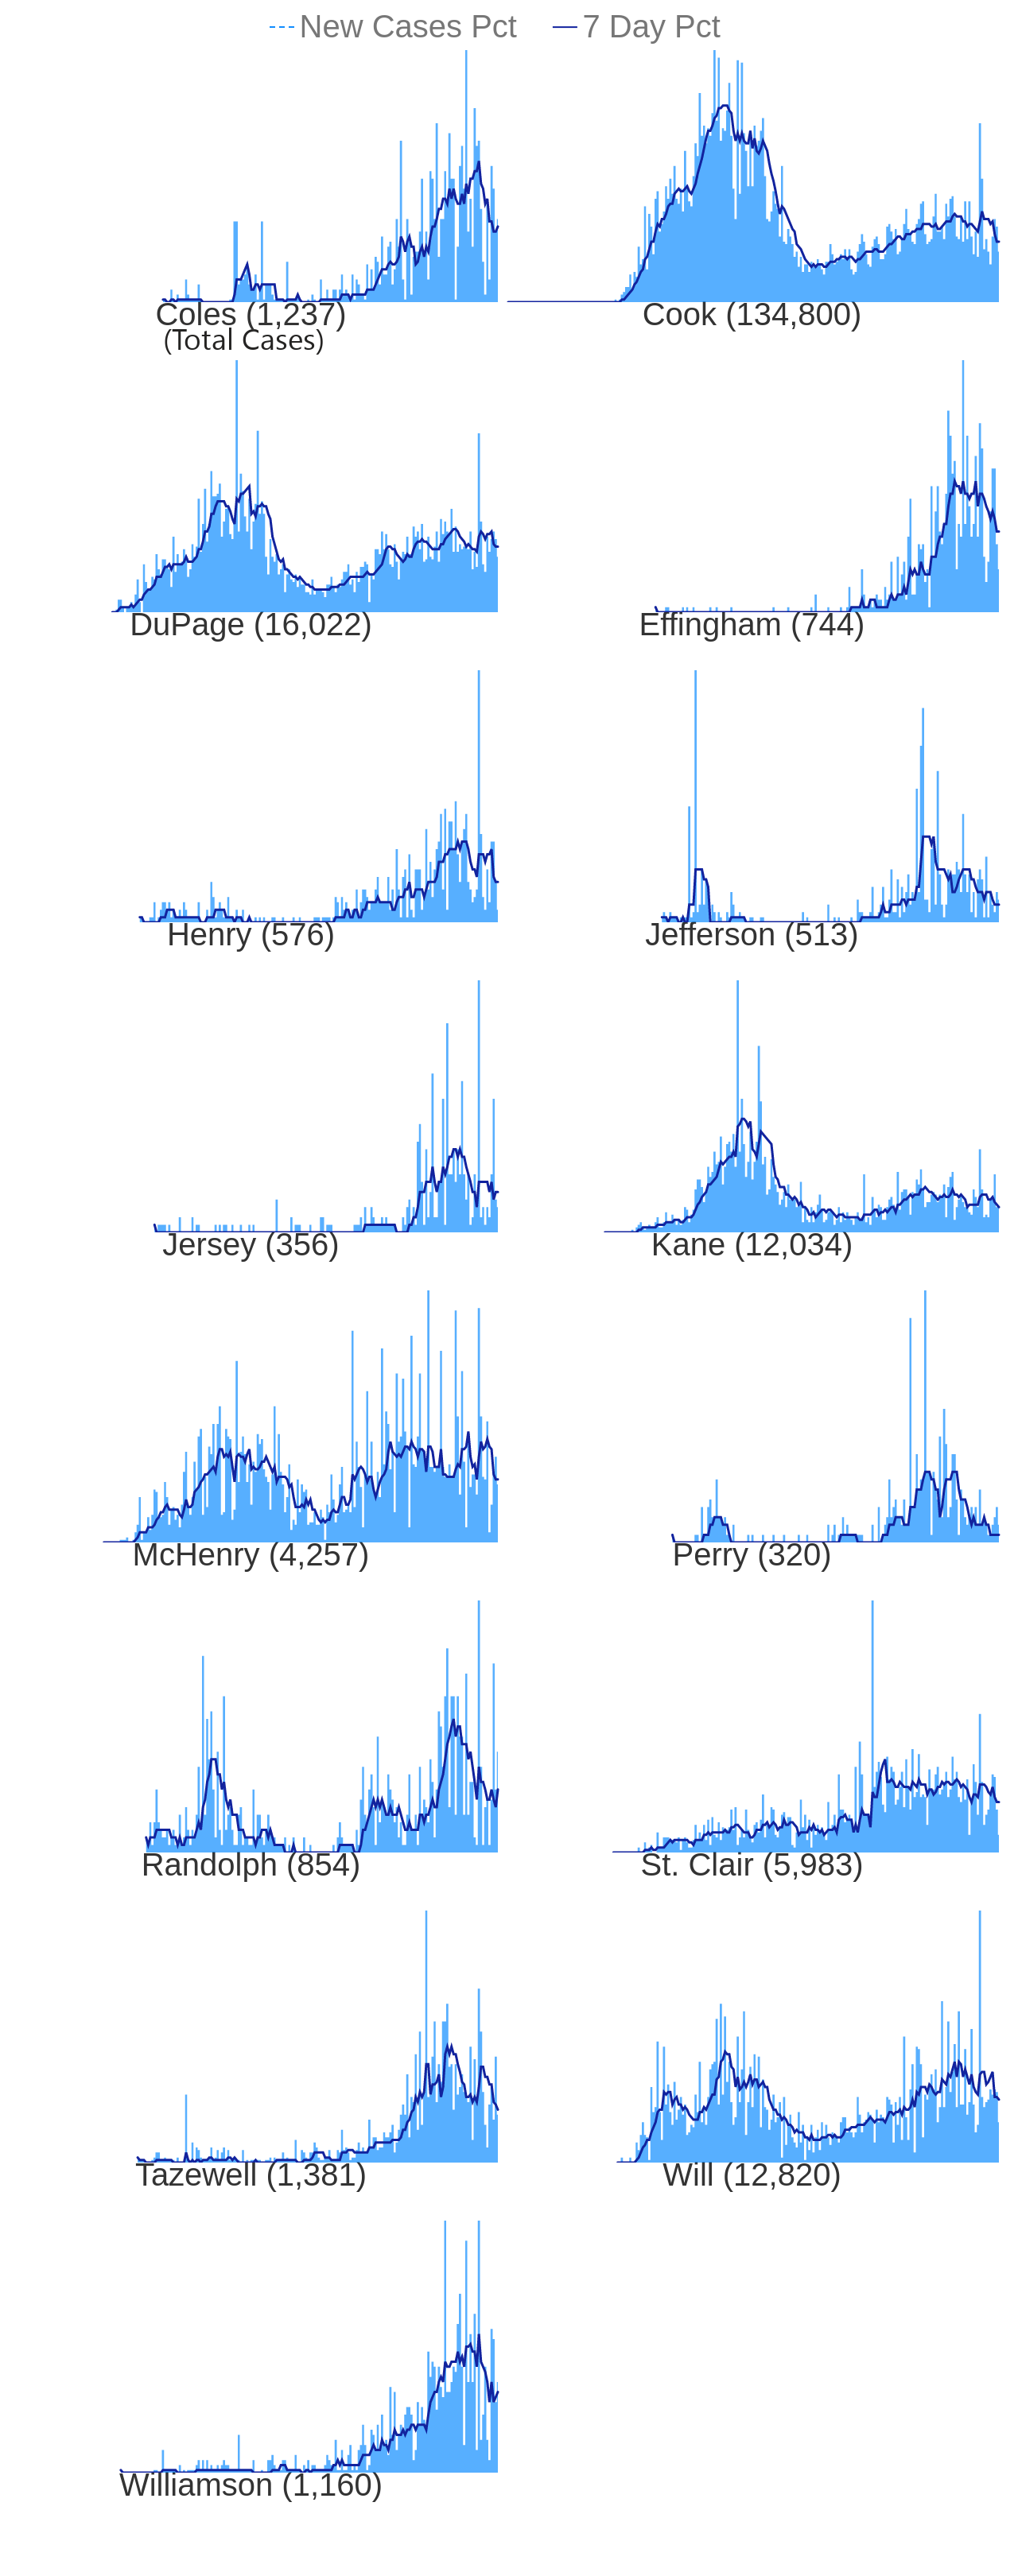 New Cases Pct 7 Day Pct
Coles (1,237) Cook (134,800)
(Total Cases)
DuPage (16,022) Effingham (744)
Henry (576) Jefferson (513)
Jersey (356) Kane (12,034)
McHenry (4,257) Perry (320)
Randolph (854) St. Clair (5,983)
Tazewell (1,381) Will (12,820)
Williamson (1,160)